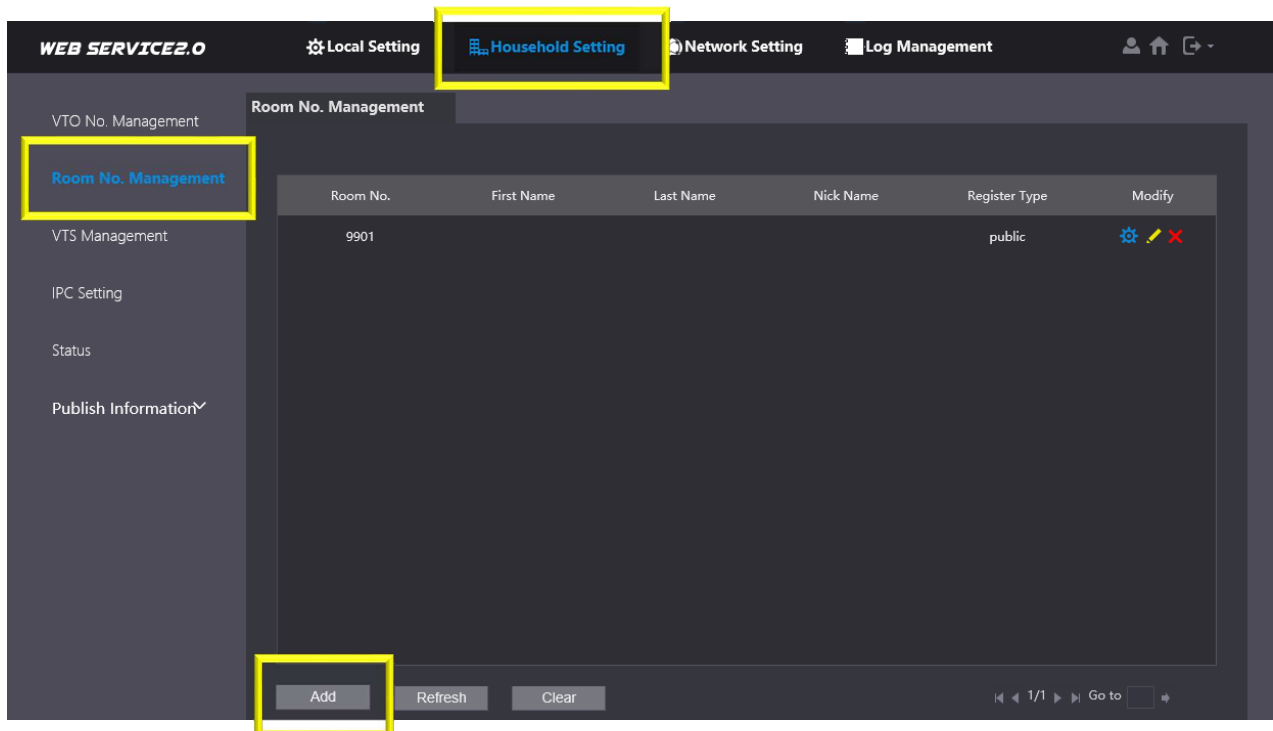 WEB SERVICE2.0 Local Setting Household Setting Network Setting Log Management
VTO No. Management
Room No. Management
VTS Management
IPC Setting
Status
Publish Information
Room No. Management
Room No. First Name Last Name Nick Name Register Type Modify
9901 public
Add Refresh Clear 1/1 Go to